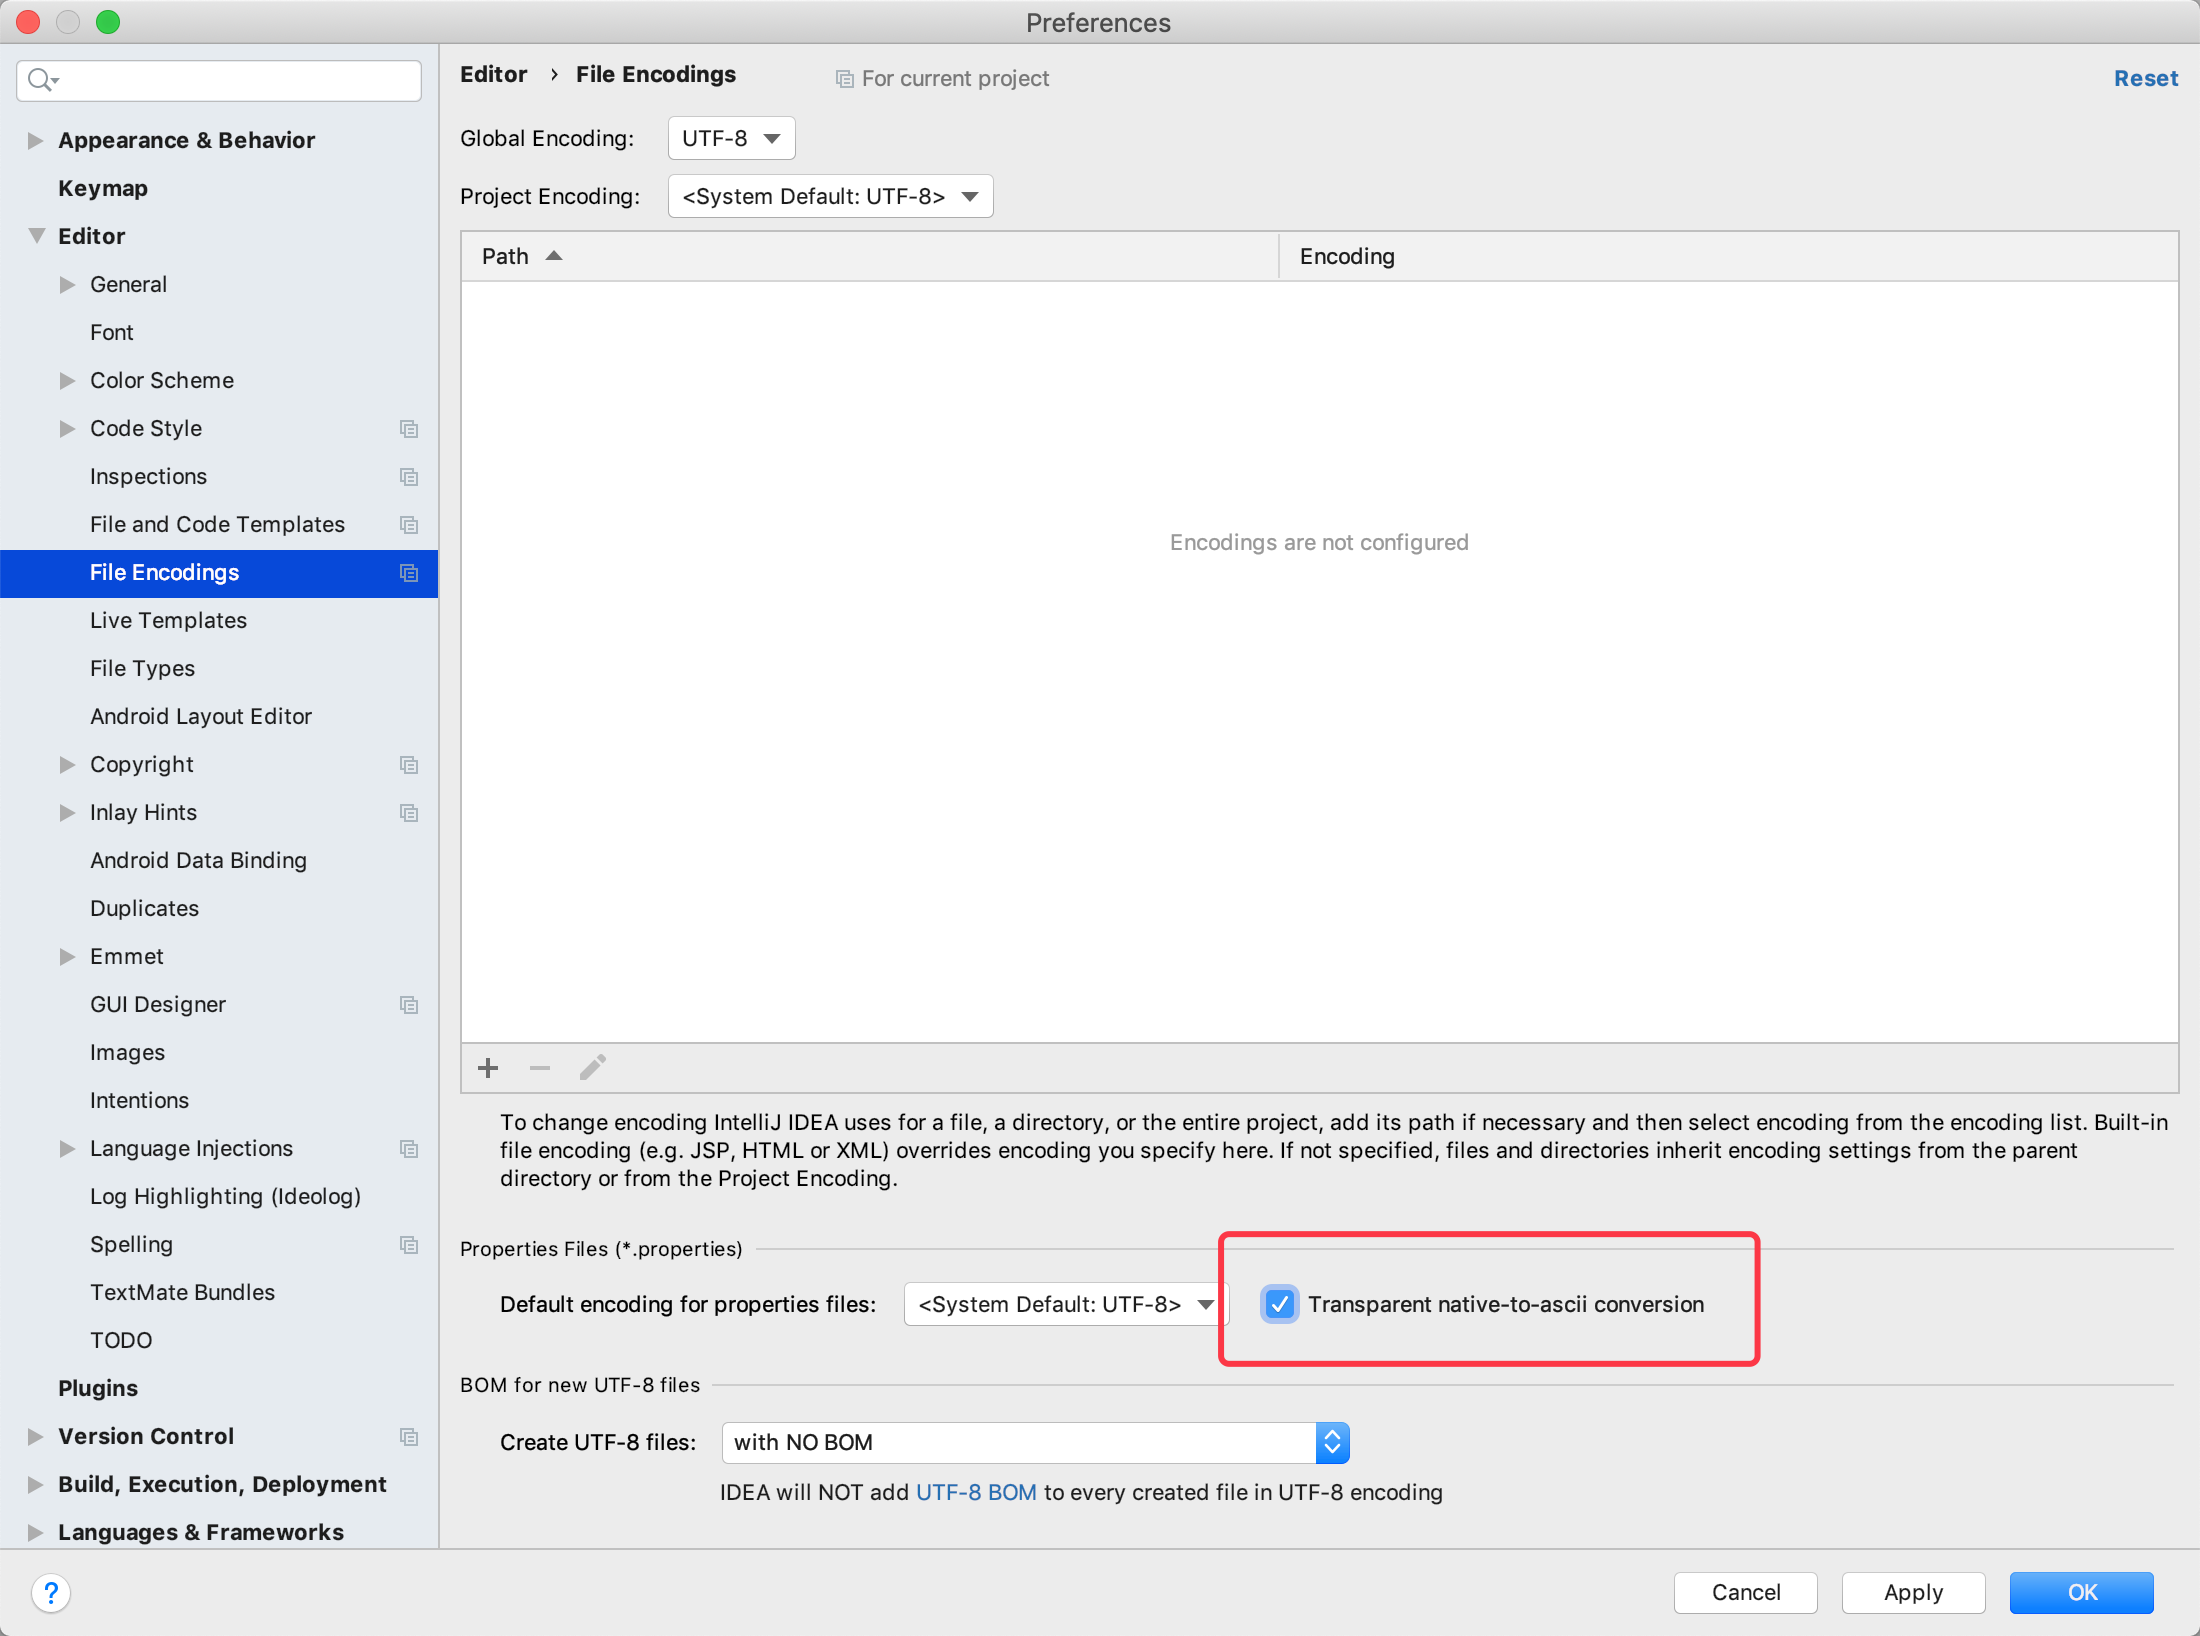 Preferences
Editor › File Encodings
For current project
Reset
Appearance & Behavior
Keymap
Editor
General
Font
Color Scheme
Code Style
Inspections
File and Code Templates
File Encodings
Live Templates
File Types
Android Layout Editor
Copyright
Inlay Hints
Android Data Binding
Duplicates
Emmet
GUI Designer
Images
Intentions
Language Injections
Log Highlighting (Ideolog)
Spelling
TextMate Bundles
TODO
Plugins
Version Control
Build, Execution, Deployment
Languages & Frameworks
Global Encoding: UTF-8
Project Encoding: <System Default: UTF-8>
Path Encoding
Encodings are not configured
To change encoding IntelliJ IDEA uses for a file, a directory, or the entire project, add its path if necessary and then select encoding from the encoding list. Built-in
file encoding (e.g. JSP, HTML or XML) overrides encoding you specify here. If not specified, files and directories inherit encoding settings from the parent
directory or from the Project Encoding.
Properties Files (*.properties)
Default encoding for properties files: <System Default: UTF-8> Transparent native-to-ascii conversion
BOM for new UTF-8 files
Create UTF-8 files: with NO BOM
IDEA will NOT add UTF-8 BOM to every created file in UTF-8 encoding
?
Cancel
Apply
OK